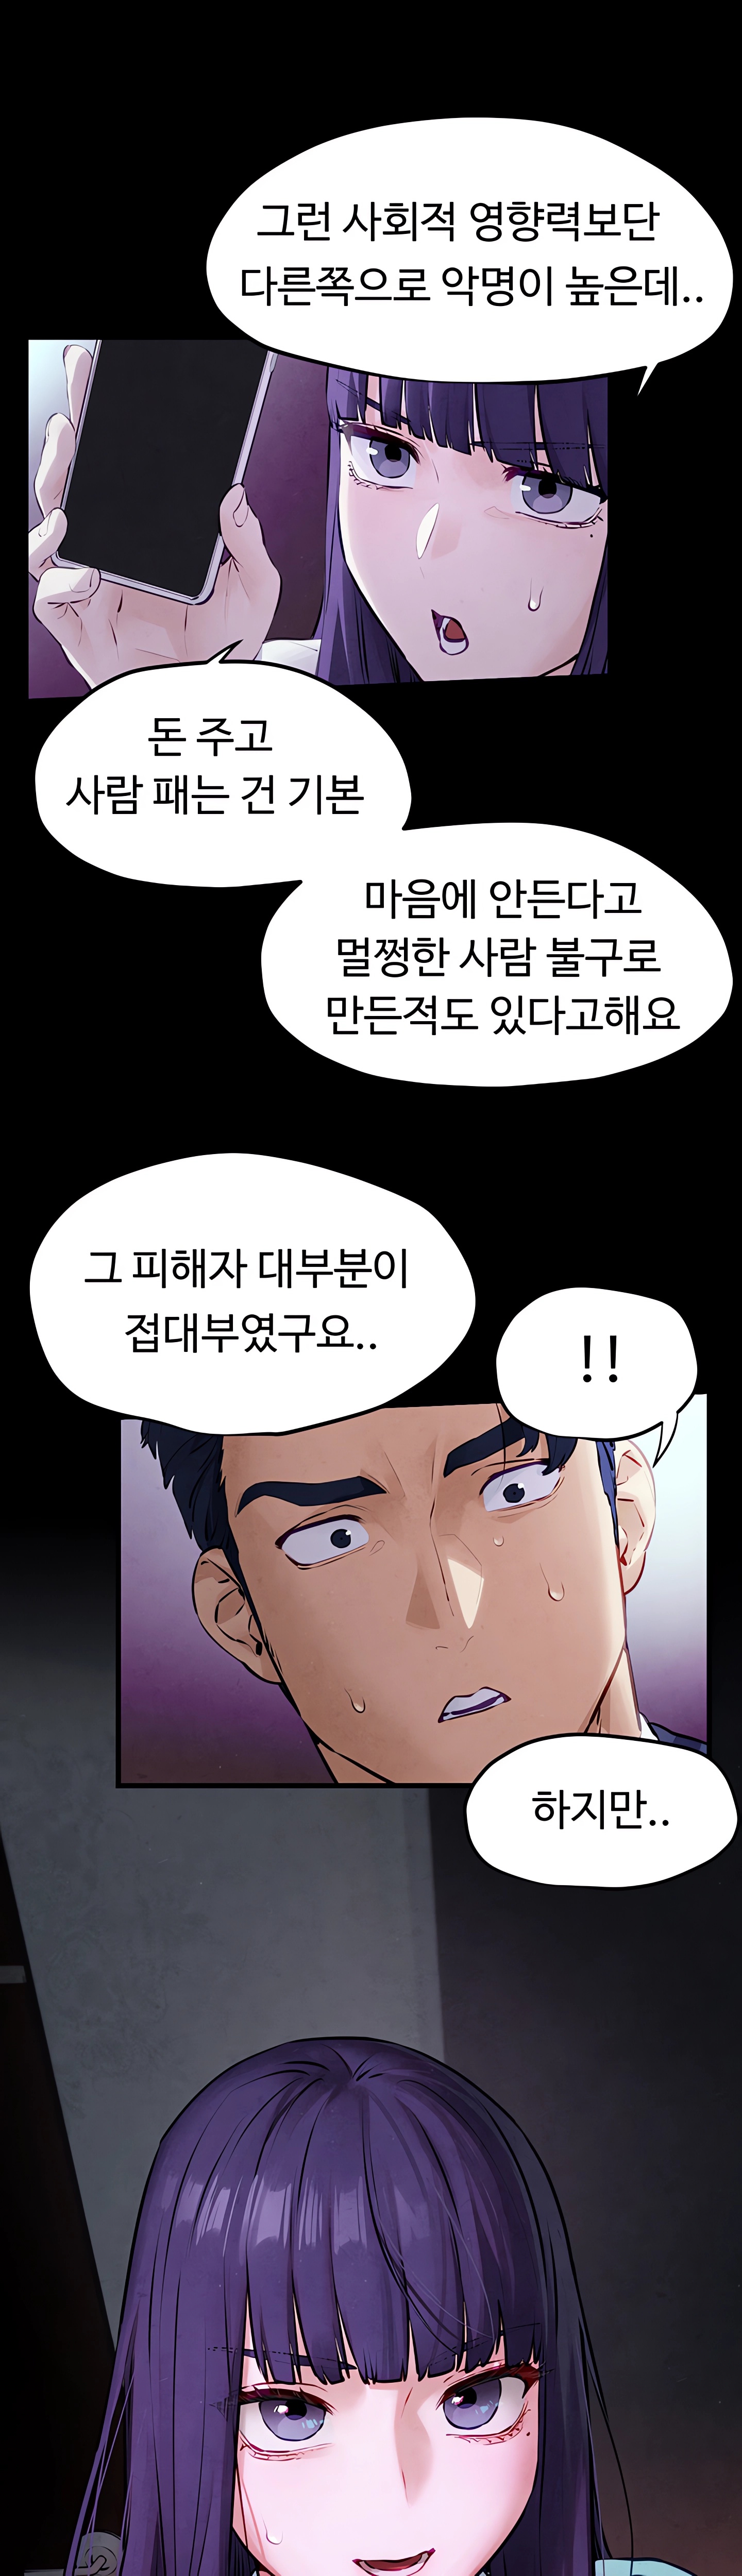 그런 사회적 영향력보단
다른쪽으로 악명이 높은데..
돈 주고
사람 패는 건 기본
마음에 안든다고
멀쩡한 사람 불구로
만든적도 있다고해요
그 피해자 대부분이
접대부였구요..
!!
하지만..